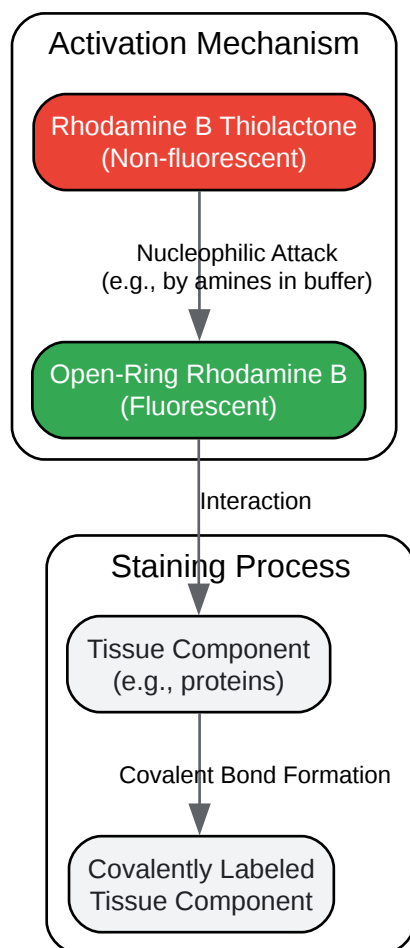 Activation Mechanism
Rhodamine B Thiolactone
(Non-fluorescent)
Nucleophilic Attack
(e.g., by amines in buffer)
Open-Ring Rhodamine B
(Fluorescent)
Interaction
Staining Process
Tissue Component
(e.g., proteins)
Covalent Bond Formation
Covalently Labeled
Tissue Component